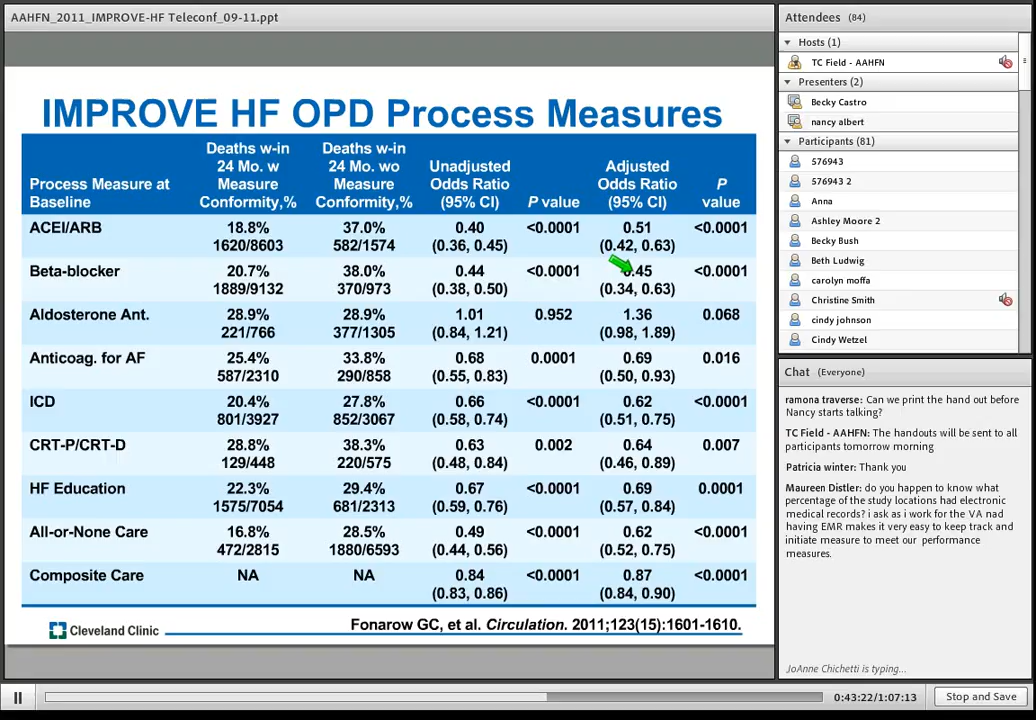 AAHFN_2011_IMPROVE-HF Teleconf_09-11.ppt
IMPROVE HF OPD Process Measures
Process Measure at Baseline | Deaths w-in 24 Mo. w Measure Conformity,% | Deaths w-in 24 Mo. wo Measure Conformity,% | Unadjusted Odds Ratio (95% CI) | P value | Adjusted Odds Ratio (95% CI) | P value
ACEI/ARB 18.8% 37.0% 0.40 <0.0001 0.51 <0.0001
1620/8603 582/1574 (0.36, 0.45) (0.42, 0.63)
Beta-blocker 20.7% 38.0% 0.44 <0.0001 .45 <0.0001
1889/9132 370/973 (0.38, 0.50) (0.34, 0.63)
Aldosterone Ant. 28.9% 28.9% 1.01 0.952 1.36 0.068
221/766 377/1305 (0.84, 1.21) (0.98, 1.89)
Anticoag. for AF 25.4% 33.8% 0.68 0.0001 0.69 0.016
587/2310 290/858 (0.55, 0.83) (0.50, 0.93)
ICD 20.4% 27.8% 0.66 <0.0001 0.62 <0.0001
801/3927 852/3067 (0.58, 0.74) (0.51, 0.75)
CRT-P/CRT-D 28.8% 38.3% 0.63 0.002 0.64 0.007
129/448 220/575 (0.48, 0.84) (0.46, 0.89)
HF Education 22.3% 29.4% 0.67 <0.0001 0.69 0.0001
1575/7054 681/2313 (0.59, 0.76) (0.57, 0.84)
All-or-None Care 16.8% 28.5% 0.49 <0.0001 0.62 <0.0001
472/2815 1880/6593 (0.44, 0.56) (0.52, 0.75)
Composite Care NA NA 0.84 <0.0001 0.87 <0.0001
(0.83, 0.86) (0.84, 0.90)
Cleveland Clinic
Fonarow GC, et al. Circulation. 2011;123(15):1601-1610.
Attendees (84)
Hosts (1)
TC Field - AAHFN
Presenters (2)
Becky Castro
nancy albert
Participants (81)
576943
576943 2
Anna
Ashley Moore 2
Becky Bush
Beth Ludwig
carolyn moffa
Christine Smith
cindy johnson
Cindy Wetzel
Chat (Everyone)
ramona traverse: Can we print the hand out before
Nancy starts talking?
TC Field - AAHFN: The handouts will be sent to all
participants tomorrow morning
Patricia winter: Thank you
Maureen Distler: do you happen to know what
percentage of the study locations had electronic
medical records? i ask as i work for the VA nad
having EMR makes it very easy to keep track and
initiate measure to meet our performance
measures.
JoAnne Chichetti is typing...
0:43:22/1:07:13
Stop and Save